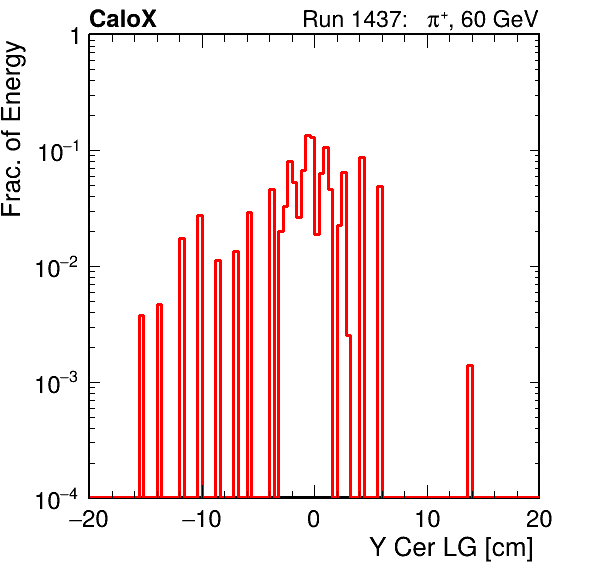 CaloX Run 1437: π⁺, 60 GeV
Frac. of Energy
1
10⁻¹
10⁻²
10⁻³
10⁻⁴
−20 −10 0 10 20
Y Cer LG [cm]